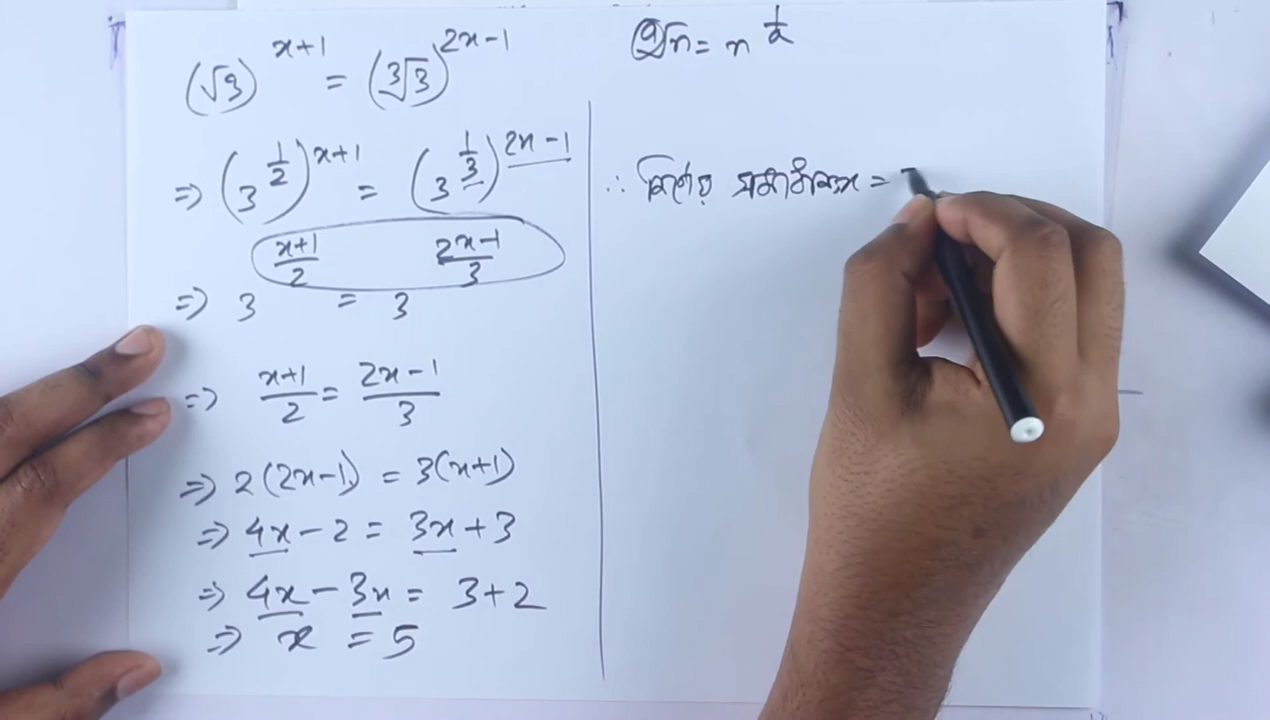 (√3)^(x+1) = (∛3)^(2x-1)
⇒ (3^(1/2))^(x+1) = (3^(1/3))^(2x-1)
⇒ 3^((x+1)/2) = 3^((2x-1)/3)
⇒ (x+1)/2 = (2x-1)/3
⇒ 2(2x-1) = 3(x+1)
⇒ 4x-2 = 3x+3
⇒ 4x-3x = 3+2
⇒ x = 5
ᵃ√n = n^(1/a)
∴ নির্ণেয় সমাধান x =